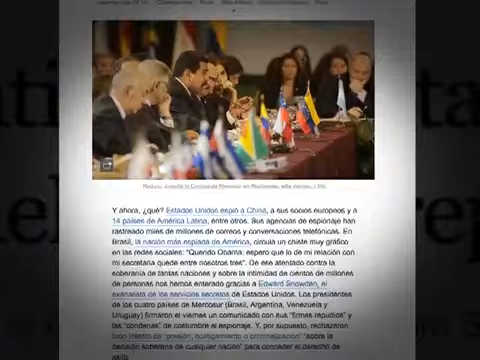 Maduro, durante la Cumbre de Mercosur en Montevideo, este viernes. / EFE
Y ahora, ¿qué? Estados Unidos espió a China, a sus socios europeos y a
14 países de América Latina, entre otros. Sus agencias de espionaje han
rastreado miles de millones de correos y conversaciones telefónicas. En
Brasil, la nación más espiada de América, circula un chiste muy gráfico
en las redes sociales: "Querido Obama: espero que lo de mi relación con
mi secretaria quede entre nosotros tres". De ese atentado contra la
soberanía de tantas naciones y sobre la intimidad de cientos de millones
de personas nos hemos enterado gracias a Edward Snowden, el
exanalista de los servicios secretos de Estados Unidos. Los presidentes
de los cuatro países de Mercosur (Brasil, Argentina, Venezuela y
Uruguay) firmaron el viernes un comunicado con sus "firmes repudios" y
las "condenas" de costumbre al espionaje. Y, por supuesto, rechazaron
todo intento de "presión, hostigamiento o criminalización" "sobre la
decisión soberana de cualquier nación" para conceder el derecho de
asilo.